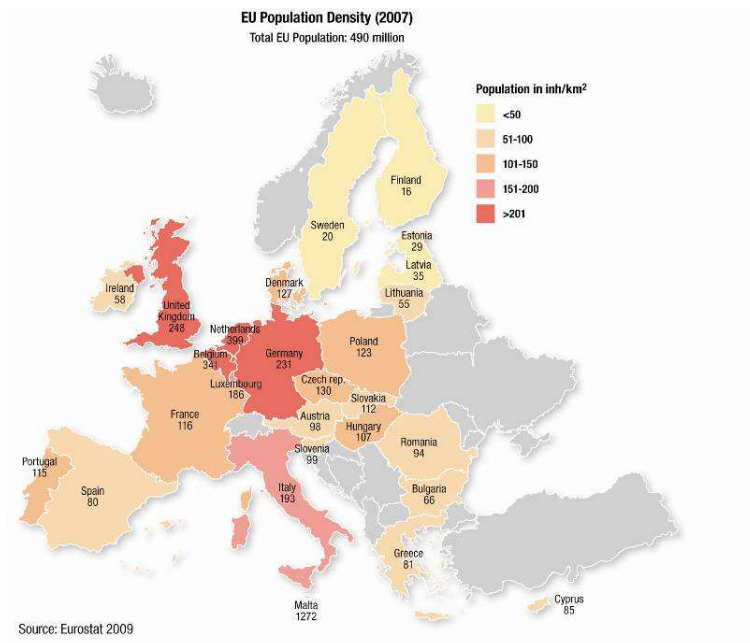 EU Population Density (2007)
Total EU Population: 490 million
Population in inh/km²
<50
51-100
101-150
151-200
>201
Finland
16
Sweden
20
Estonia
29
Latvia
35
Lithuania
55
Denmark
127
Ireland
58
United
Kingdom
248
Netherlands
399
Belgium
341
Luxembourg
186
Germany
231
Poland
123
Czech rep.
130
Slovakia
112
Austria
98
Hungary
107
France
116
Slovenia
99
Romania
94
Bulgaria
66
Portugal
115
Spain
80
Italy
193
Greece
81
Malta
1272
Cyprus
85
Source: Eurostat 2009